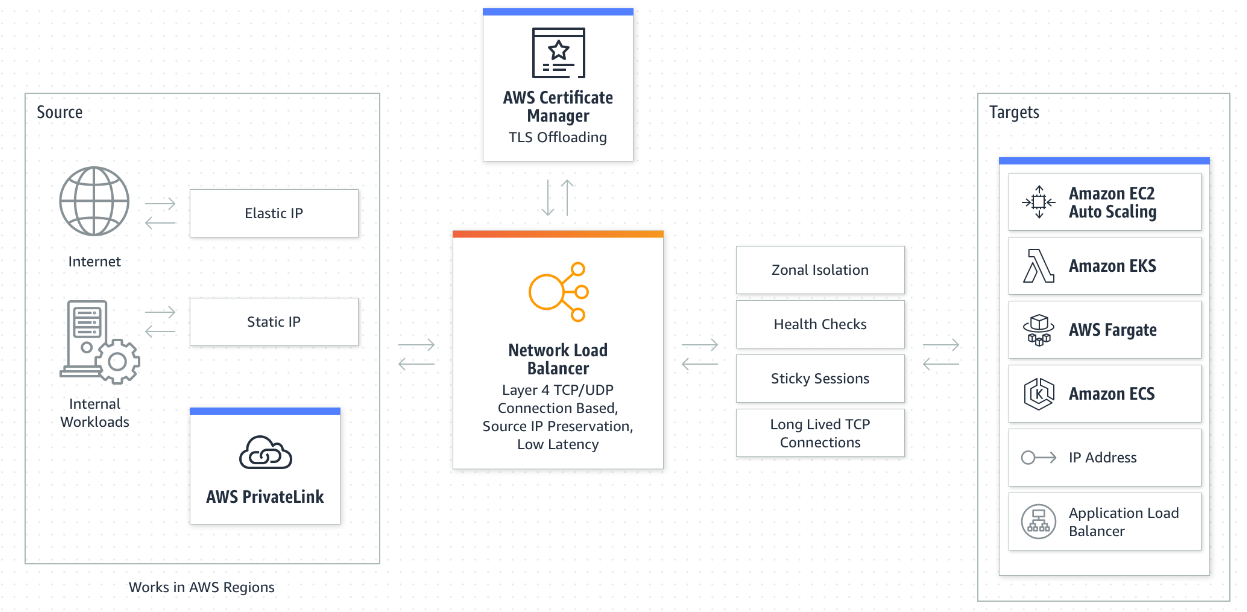 Source
Internet
Elastic IP
Internal
Workloads
Static IP
AWS PrivateLink
Works in AWS Regions
AWS Certificate
Manager
TLS Offloading
Network Load
Balancer
Layer 4 TCP/UDP
Connection Based,
Source IP Preservation,
Low Latency
Zonal Isolation
Health Checks
Sticky Sessions
Long Lived TCP
Connections
Targets
Amazon EC2
Auto Scaling
Amazon EKS
AWS Fargate
K
Amazon ECS
IP Address
Application Load
Balancer